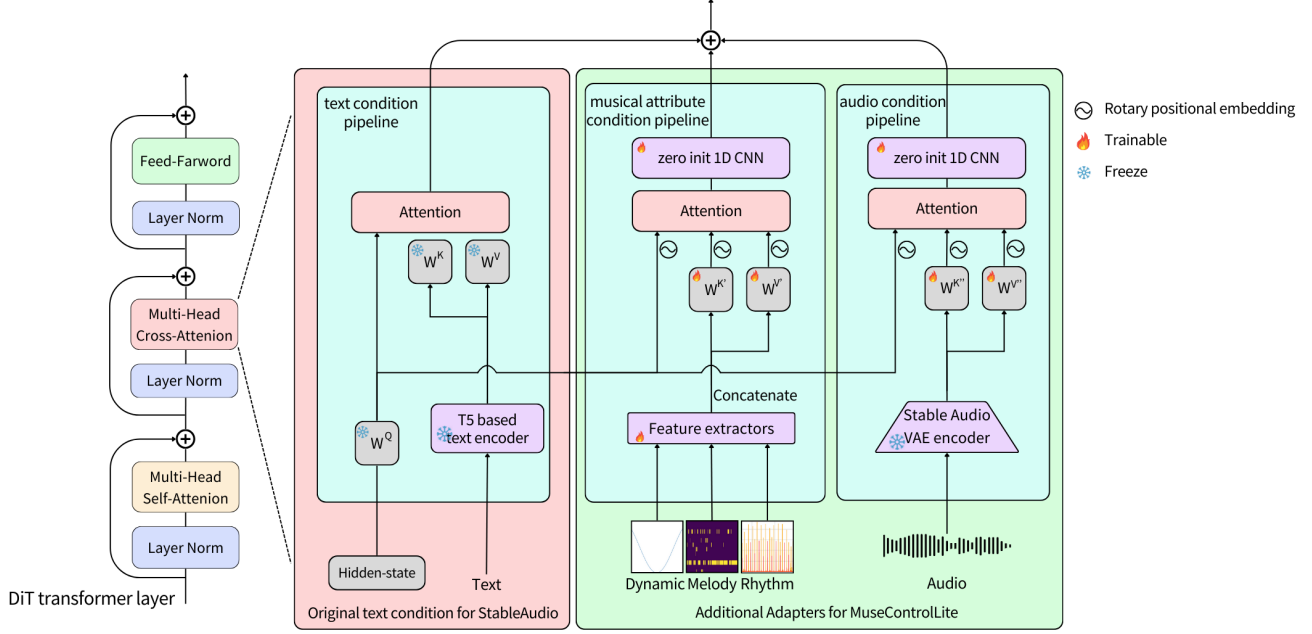 Feed-Farword
Layer Norm
Multi-Head
Cross-Attenion
Layer Norm
Multi-Head
Self-Attenion
Layer Norm
DiT transformer layer
text condition
pipeline
Attention
W^K
W^V
W^Q
T5 based
text encoder
Hidden-state
Text
Original text condition for StableAudio
musical attribute
condition pipeline
zero init 1D CNN
Attention
W^K'
W^V'
Concatenate
Feature extractors
Dynamic Melody Rhythm
audio condition
pipeline
zero init 1D CNN
Attention
W^K''
W^V''
Stable Audio
VAE encoder
Audio
Additional Adapters for MuseControlLite
Rotary positional embedding
Trainable
Freeze